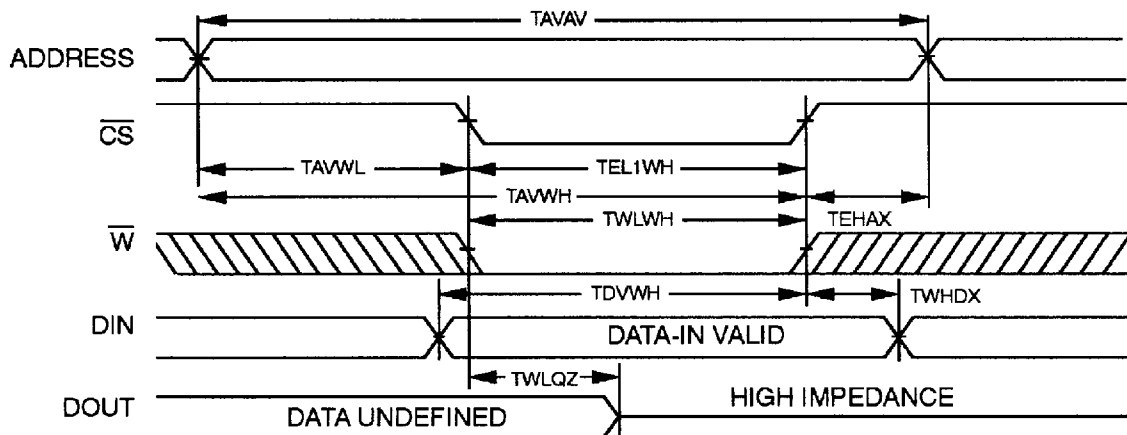 TAVAV
ADDRESS
CS
TAVWL
TEL1WH
TAVWH
TWLWH
TEHAX
W
TDVWH
TWHDX
DIN
DATA-IN VALID
TWLQZ
DOUT
DATA UNDEFINED
HIGH IMPEDANCE